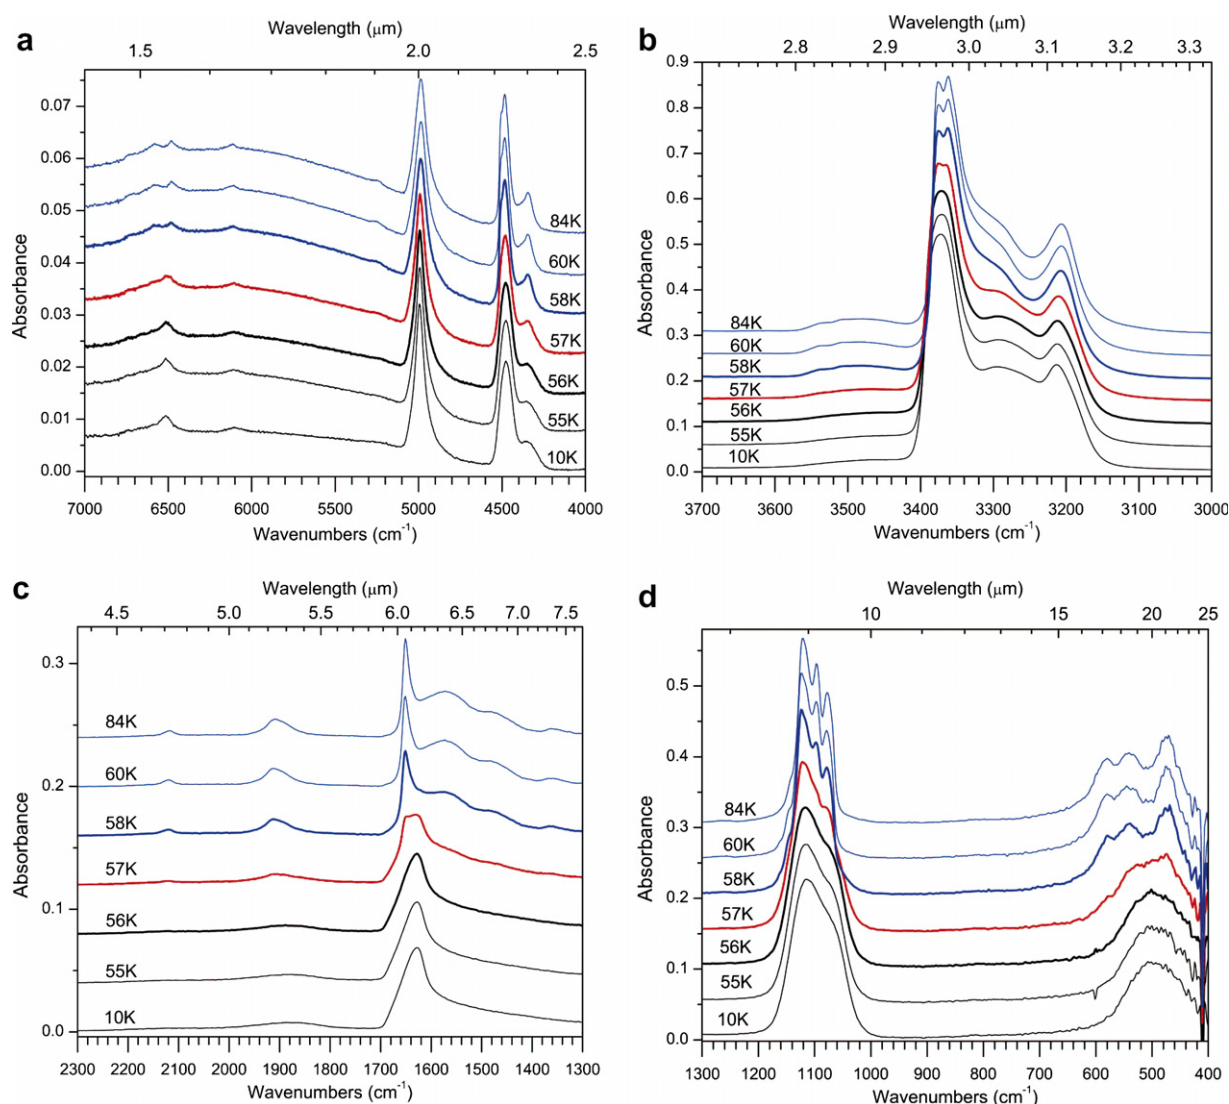 a
Wavelength (μm)
1.5 2.0 2.5
Absorbance
0.07
0.06
0.05
0.04
0.03
0.02
0.01
0.00
84K
60K
58K
57K
56K
55K
10K
7000 6500 6000 5500 5000 4500 4000
Wavenumbers (cm⁻¹)
b
Wavelength (μm)
2.8 2.9 3.0 3.1 3.2 3.3
Absorbance
0.9
0.8
0.7
0.6
0.5
0.4
0.3
0.2
0.1
0.0
84K
60K
58K
57K
56K
55K
10K
3700 3600 3500 3400 3300 3200 3100 3000
Wavenumbers (cm⁻¹)
c
Wavelength (μm)
4.5 5.0 5.5 6.0 6.5 7.0 7.5
Absorbance
0.3
0.2
0.1
0.0
84K
60K
58K
57K
56K
55K
10K
2300 2200 2100 2000 1900 1800 1700 1600 1500 1400 1300
Wavenumbers (cm⁻¹)
d
Wavelength (μm)
10 15 20 25
Absorbance
0.5
0.4
0.3
0.2
0.1
0.0
84K
60K
58K
57K
56K
55K
10K
1300 1200 1100 1000 900 800 700 600 500 400
Wavenumbers (cm⁻¹)